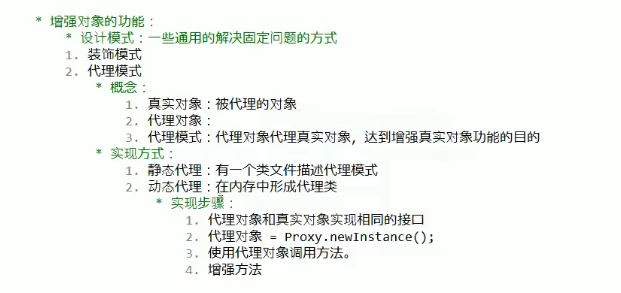 * 增强对象的功能：
* 设计模式：一些通用的解决固定问题的方式
1. 装饰模式
2. 代理模式
* 概念：
1. 真实对象：被代理的对象
2. 代理对象：
3. 代理模式：代理对象代理真实对象，达到增强真实对象功能的目的
* 实现方式：
1. 静态代理：有一个类文件描述代理模式
2. 动态代理：在内存中形成代理类
* 实现步骤：
1. 代理对象和真实对象实现相同的接口
2. 代理对象 = Proxy.newInstance();
3. 使用代理对象调用方法。
4. 增强方法